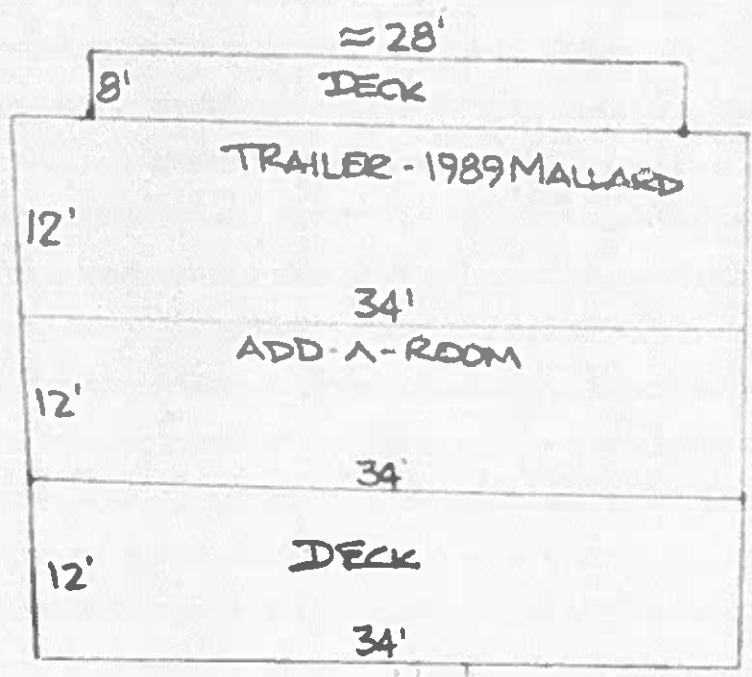 ≈ 28'
8' DECK
TRAILER - 1989 MALLARD
12'
34'
ADD-A-ROOM
12'
34'
DECK
12'
34'